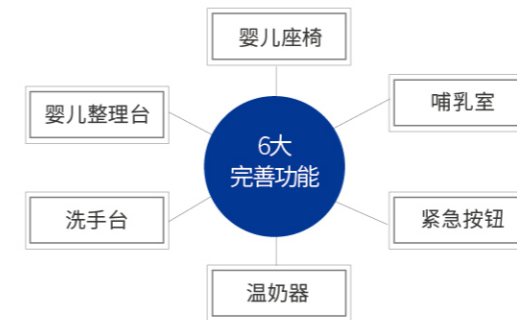 婴儿座椅
哺乳室
婴儿整理台
6大
完善功能
洗手台
紧急按钮
温奶器